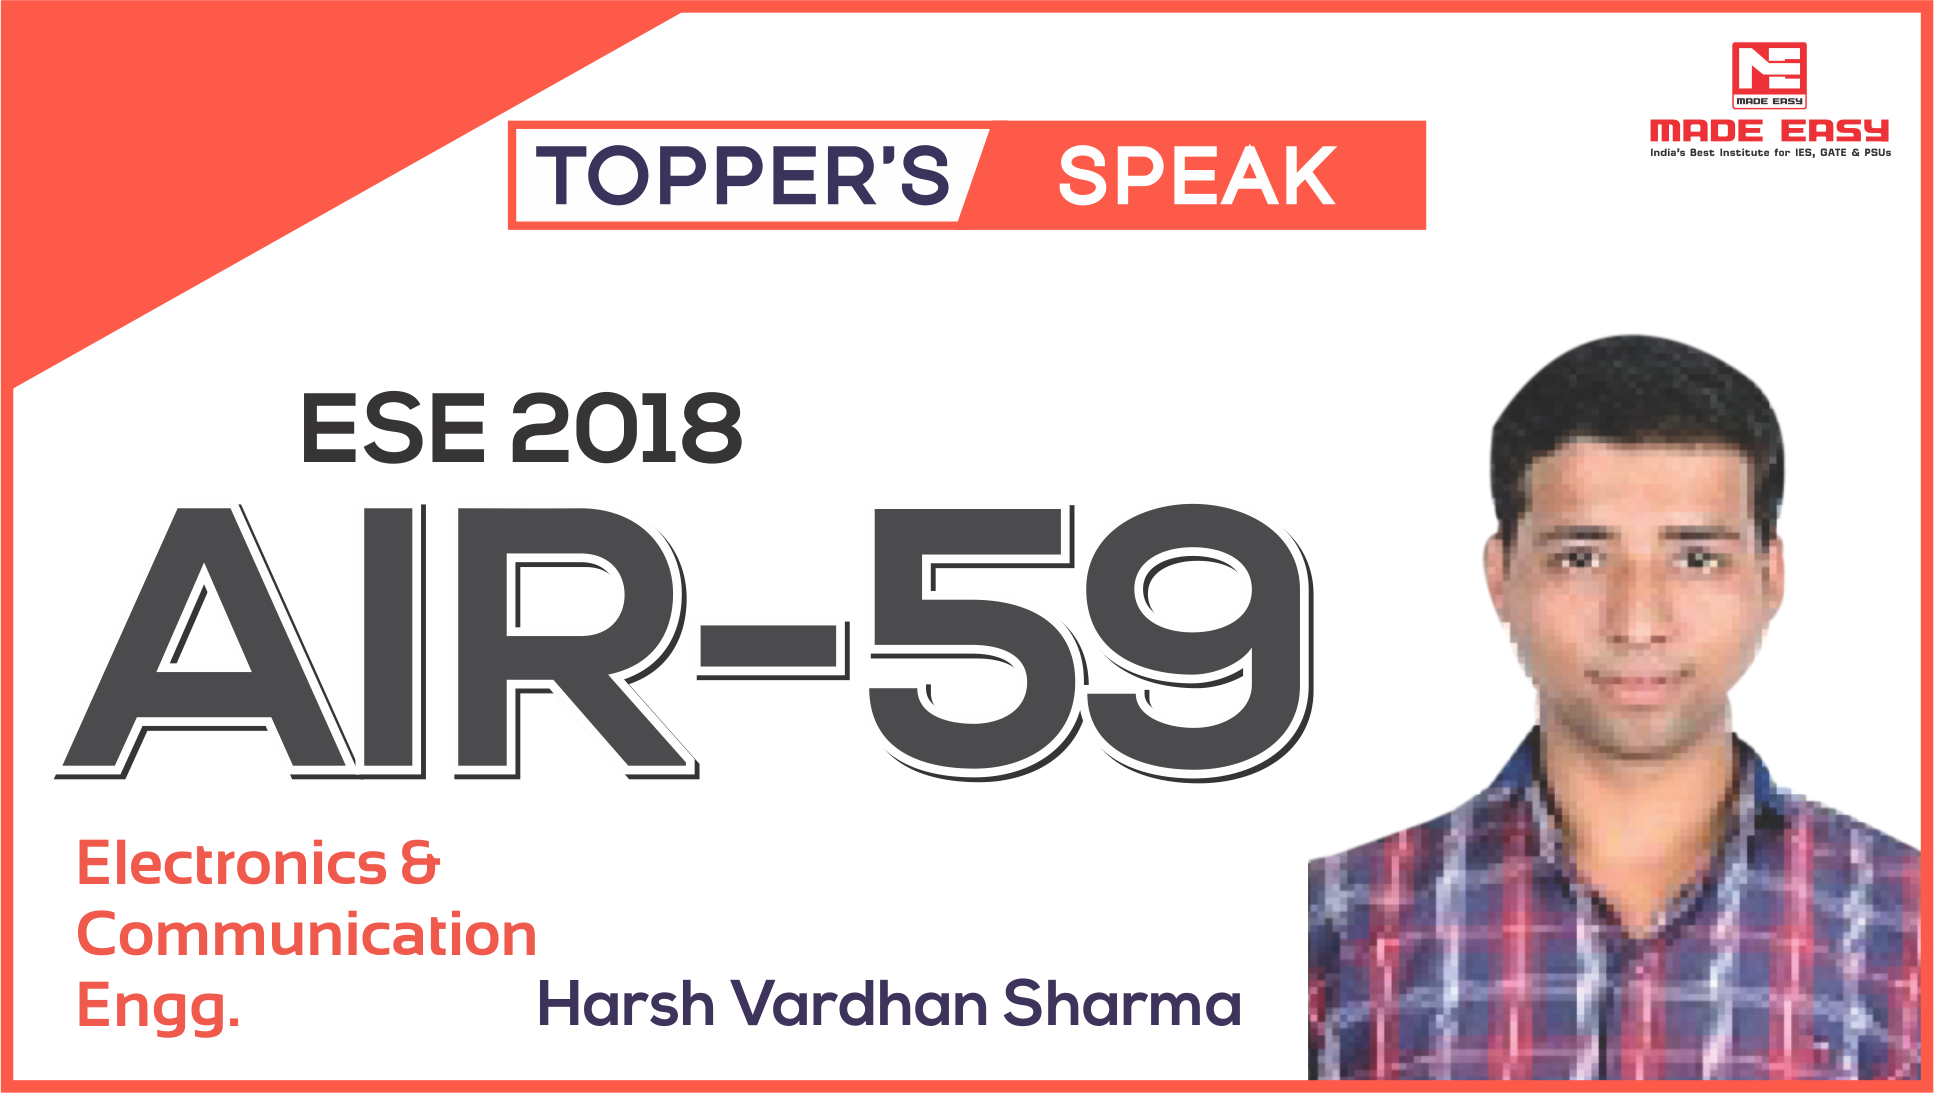 MADE EASY
MADE EASY
India's Best Institute for IES, GATE & PSUs
TOPPER'S SPEAK
ESE 2018
AIR-59
Electronics &
Communication
Engg.
Harsh Vardhan Sharma